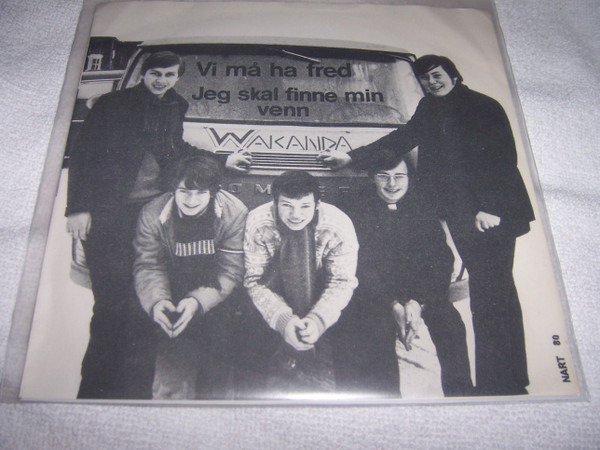 Vi må ha fred
Jeg skal finne min
venn
WAKANDA
NART 80